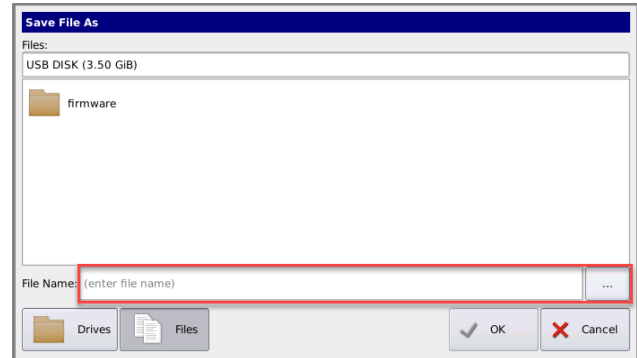 Save File As
Files:
USB DISK (3.50 GiB)
firmware
File Name: (enter file name) ...
Drives Files OK Cancel